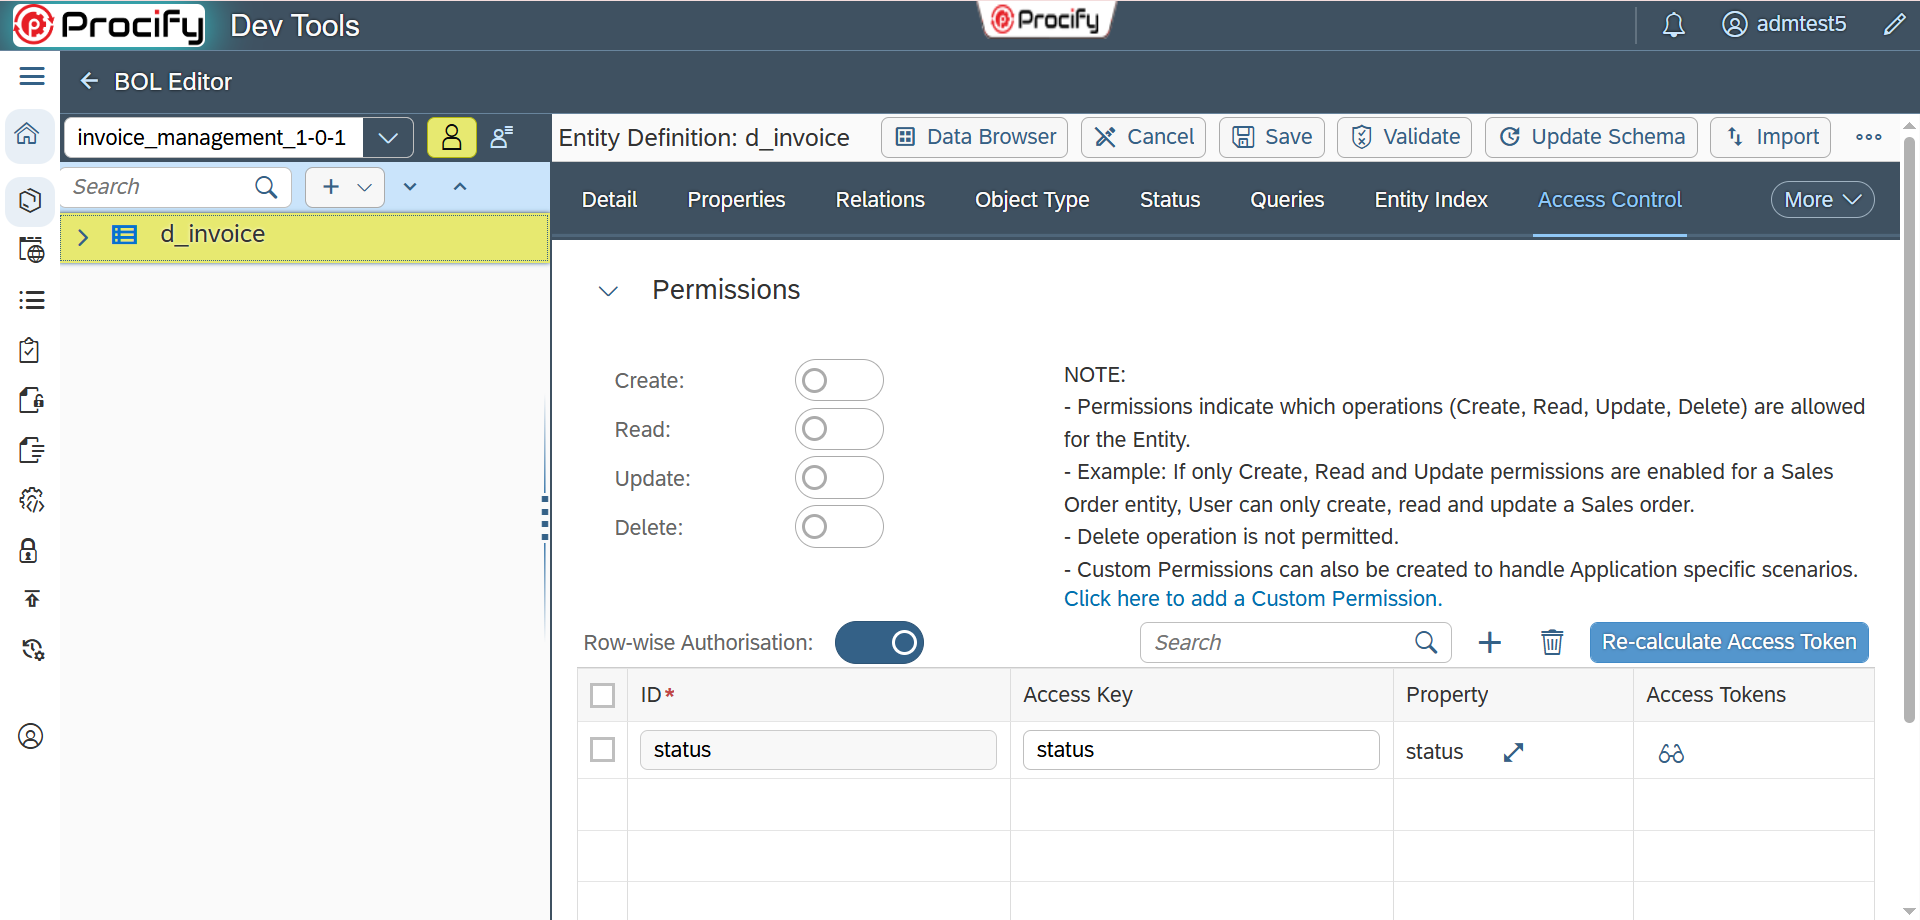 Procify Dev Tools
Procify
admtest5
BOL Editor
invoice_management_1-0-1
Entity Definition: d_invoice
Data Browser
Cancel
Save
Validate
Update Schema
Import
Search
d_invoice
Detail
Properties
Relations
Object Type
Status
Queries
Entity Index
Access Control
More
Permissions
Create:
Read:
Update:
Delete:
NOTE:
- Permissions indicate which operations (Create, Read, Update, Delete) are allowed
for the Entity.
- Example: If only Create, Read and Update permissions are enabled for a Sales
Order entity, User can only create, read and update a Sales order.
- Delete operation is not permitted.
- Custom Permissions can also be created to handle Application specific scenarios.
Click here to add a Custom Permission.
Row-wise Authorisation:
Search
Re-calculate Access Token
ID*
Access Key
Property
Access Tokens
status
status
status